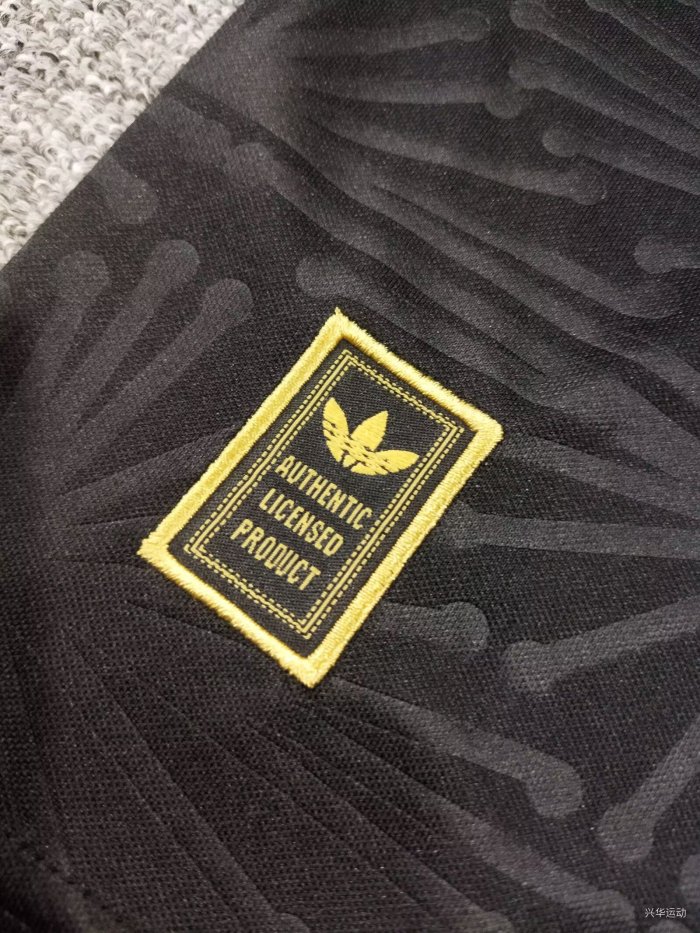 AUTHENTIC
LICENSED
PRODUCT
兴华运动